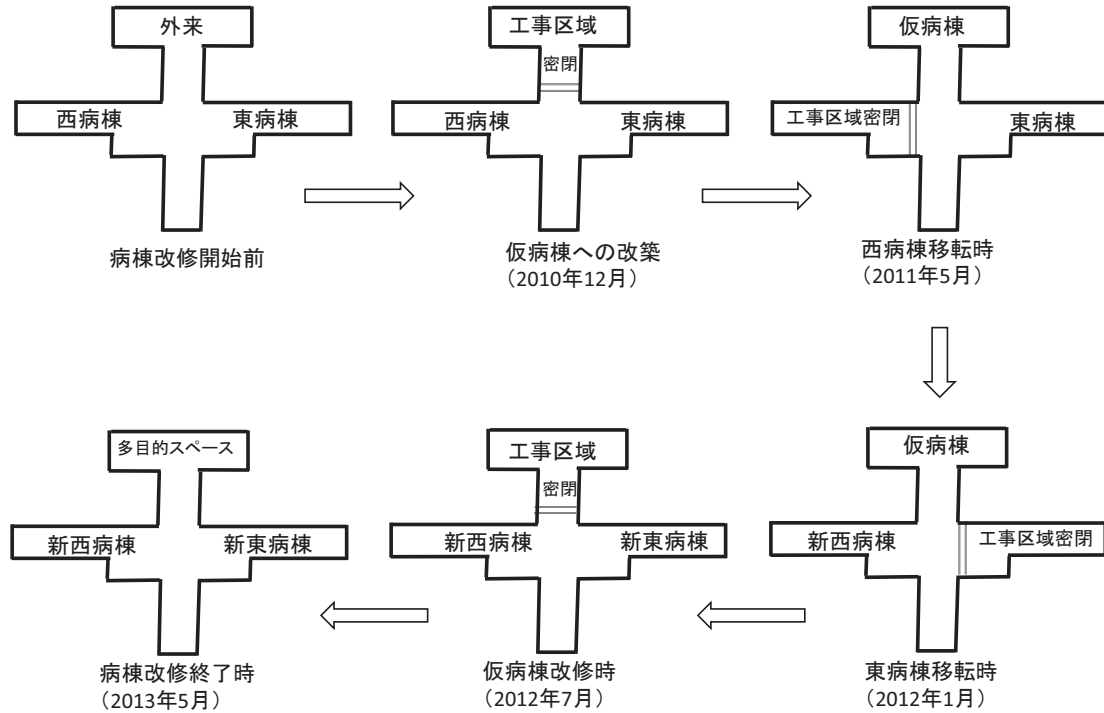 外来
西病棟
東病棟
病棟改修開始前
工事区域
密閉
西病棟
東病棟
仮病棟への改築
（2010年12月）
仮病棟
工事区域密閉
東病棟
西病棟移転時
（2011年5月）
仮病棟
新西病棟
工事区域密閉
東病棟移転時
（2012年1月）
工事区域
密閉
新西病棟
新東病棟
仮病棟改修時
（2012年7月）
多目的スペース
新西病棟
新東病棟
病棟改修終了時
（2013年5月）